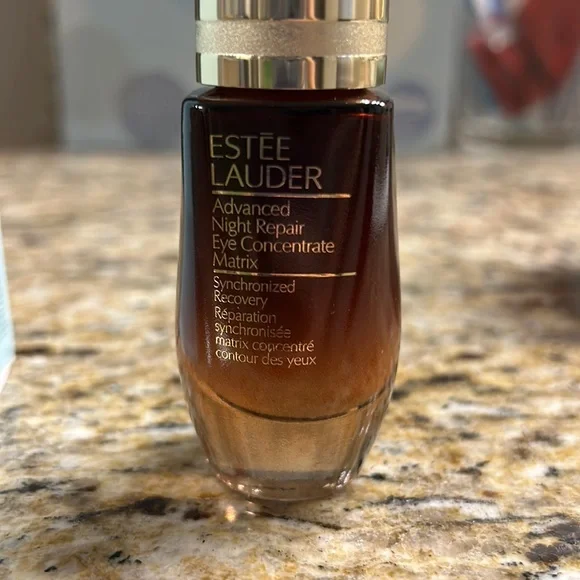 ESTĒE
LAUDER
Advanced
Night Repair
Eye Concentrate
Matrix
Synchronized
Recovery
Réparation
synchronisée
matrix concentré
contour des yeux